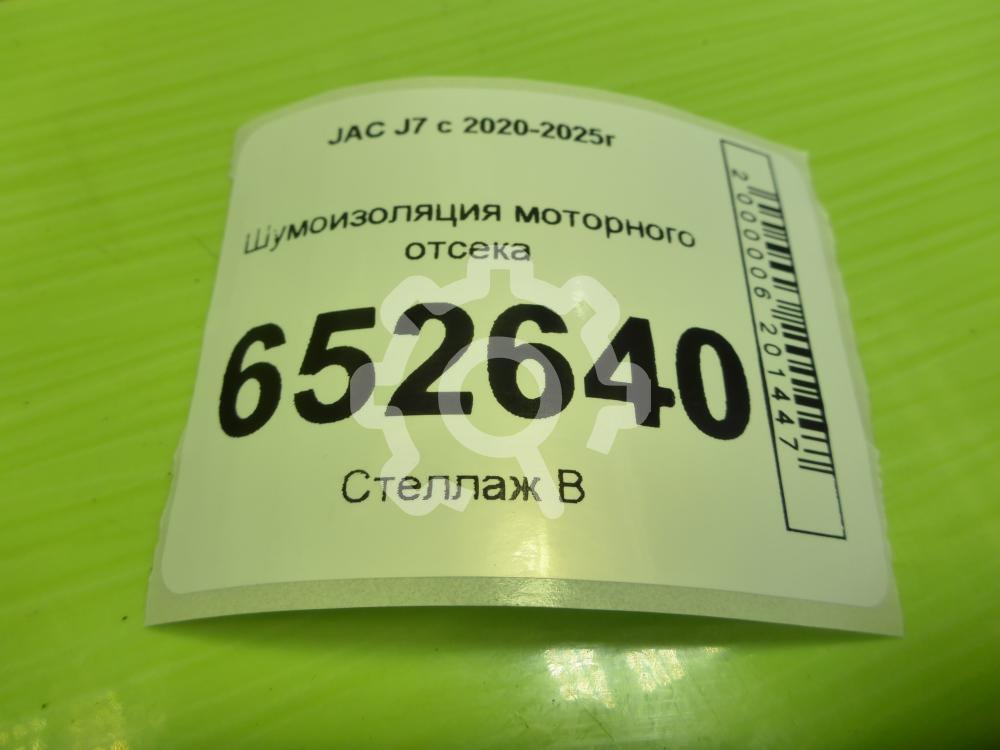 JAC J7 с 2020-2025г
Шумоизоляция моторного
отсека
652640
Стеллаж В
2000006201447